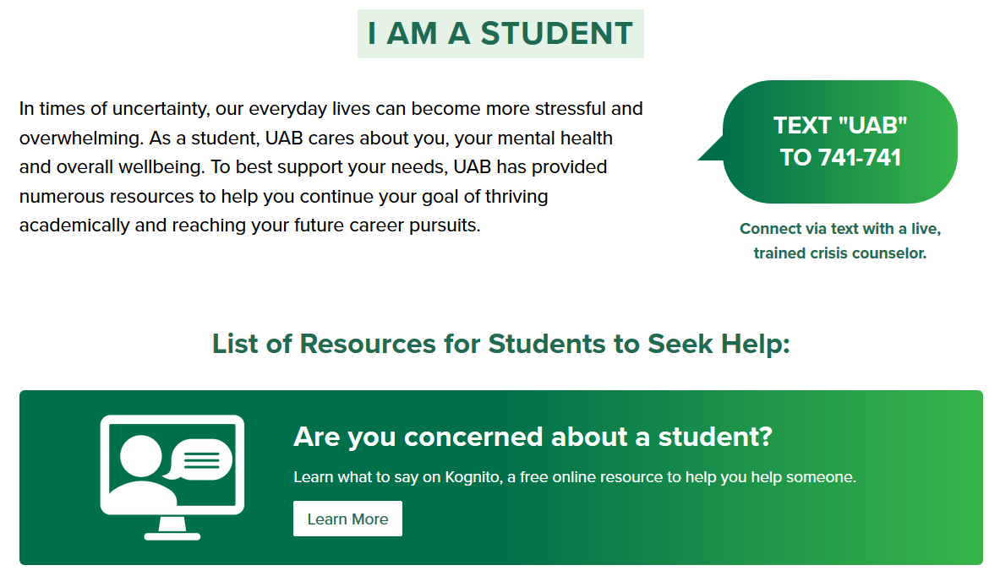 I AM A STUDENT
In times of uncertainty, our everyday lives can become more stressful and
overwhelming. As a student, UAB cares about you, your mental health
and overall wellbeing. To best support your needs, UAB has provided
numerous resources to help you continue your goal of thriving
academically and reaching your future career pursuits.
TEXT "UAB"
TO 741-741
Connect via text with a live,
trained crisis counselor.
List of Resources for Students to Seek Help:
Are you concerned about a student?
Learn what to say on Kognito, a free online resource to help you help someone.
Learn More